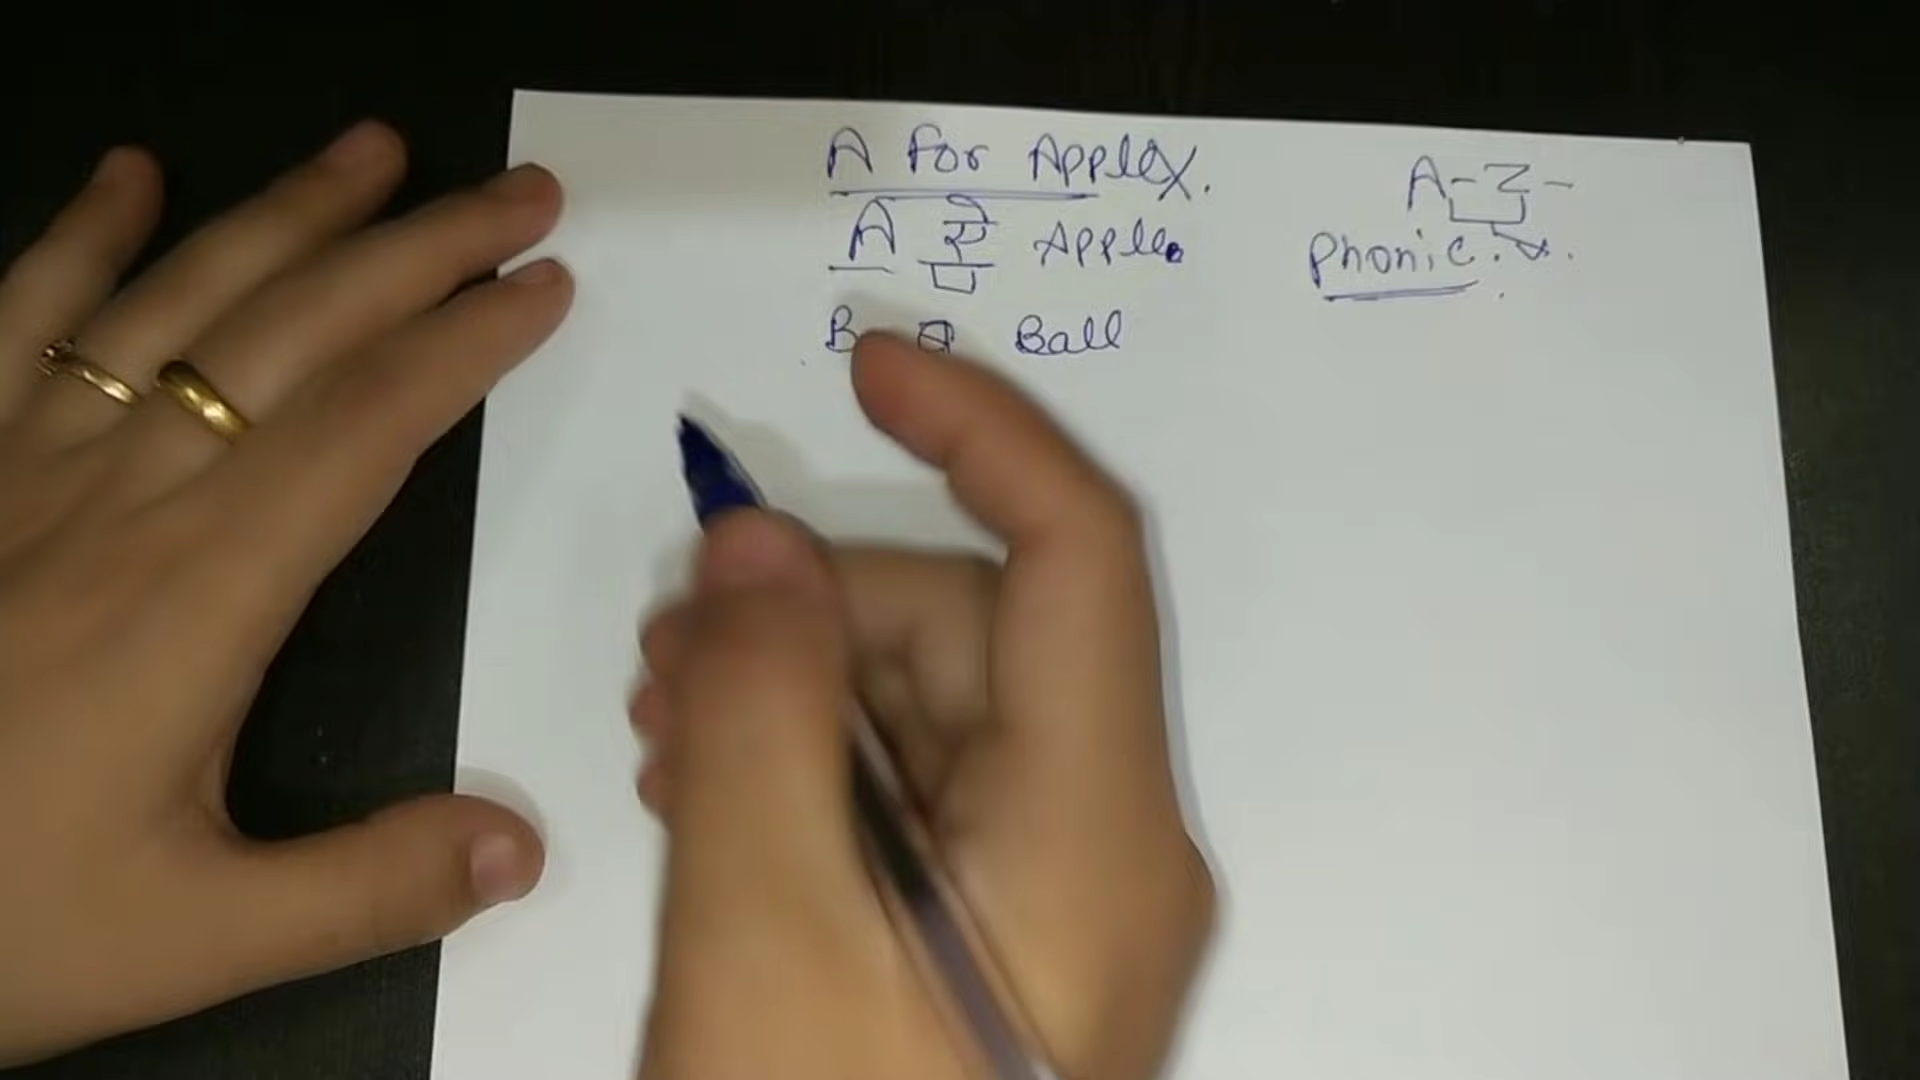 A For Apple X.
A ऐ Apple
B ब Ball
A-Z-
Phonic.